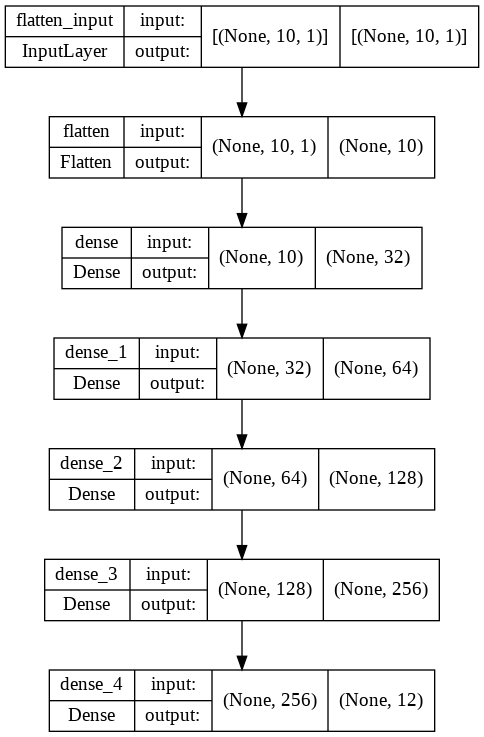 flatten_input input: [(None, 10, 1)] [(None, 10, 1)]
InputLayer output:
flatten input: (None, 10, 1) (None, 10)
Flatten output:
dense input: (None, 10) (None, 32)
Dense output:
dense_1 input: (None, 32) (None, 64)
Dense output:
dense_2 input: (None, 64) (None, 128)
Dense output:
dense_3 input: (None, 128) (None, 256)
Dense output:
dense_4 input: (None, 256) (None, 12)
Dense output: